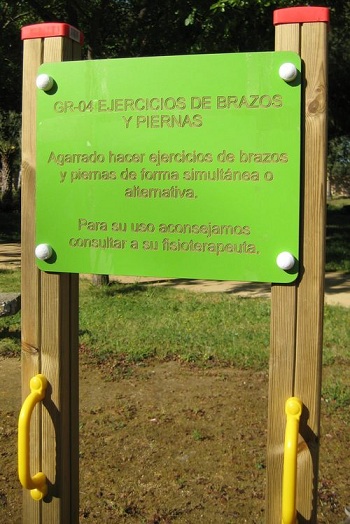 GR-04 EJERCICIOS DE BRAZOS
Y PIERNAS
Agarrado hacer ejercicios de brazos
y piernas de forma simultánea o
alternativa.
Para su uso aconsejamos
consultar a su fisioterapeuta.